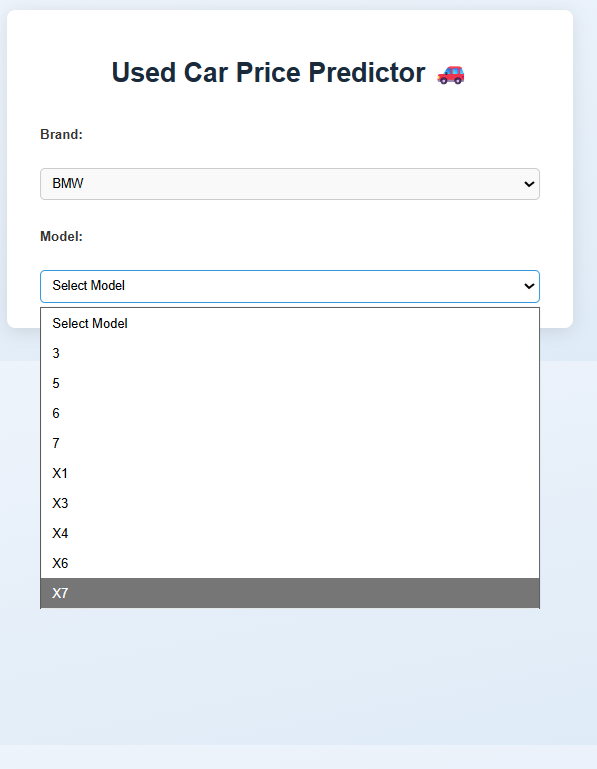 Used Car Price Predictor 🚗
Brand:
BMW
Model:
Select Model
Select Model
3
5
6
7
X1
X3
X4
X6
X7